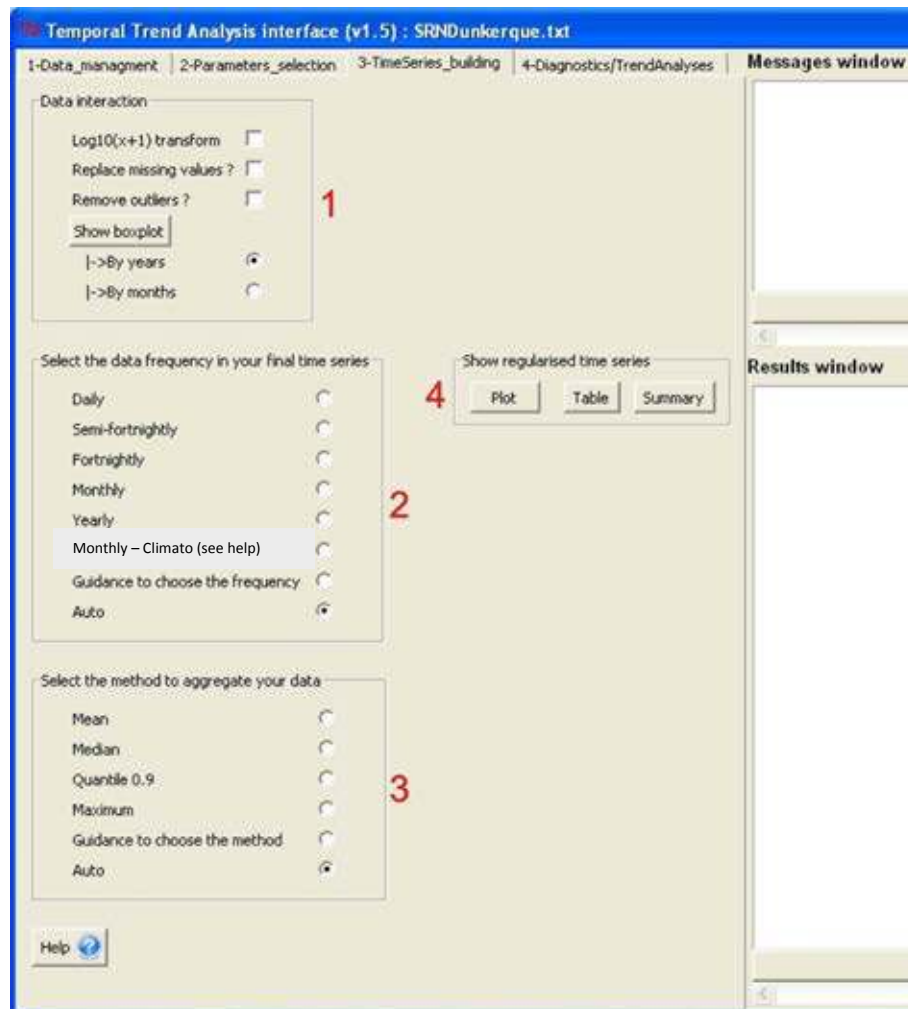 Temporal Trend Analysis interface (v1.5) : SRNDunkerque.txt
1-Data_managment 2-Parameters_selection 3-TimeSeries_building 4-Diagnostics/TrendAnalyses
Messages window
Data interaction
Log10(x+1) transform
Replace missing values ?
Remove outliers ?
1
Show boxplot
|->By years
|->By months
Select the data frequency in your final time series
Daily
Semi-fortnightly
Fortnightly
Monthly
Yearly
Monthly – Climato (see help)
Guidance to choose the frequency
Auto
2
Show regularised time series
4
Plot Table Summary
Results window
Select the method to aggregate your data
Mean
Median
Quantile 0.9
Maximum
Guidance to choose the method
Auto
3
Help